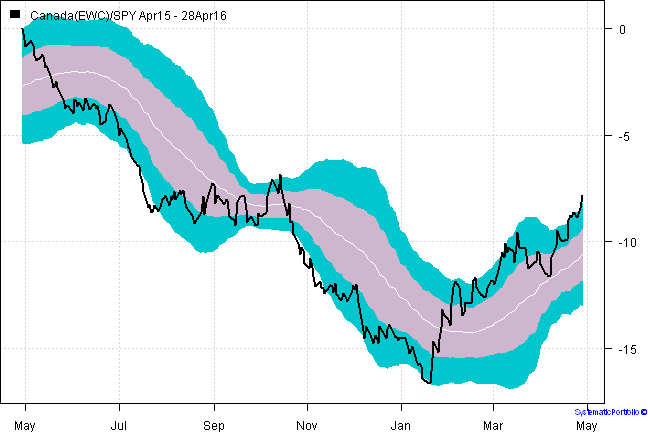 Canada(EWC)/SPY Apr15 - 28Apr16
0
-5
-10
-15
SystematicPortfolio ©
May Jul Sep Nov Jan Mar May